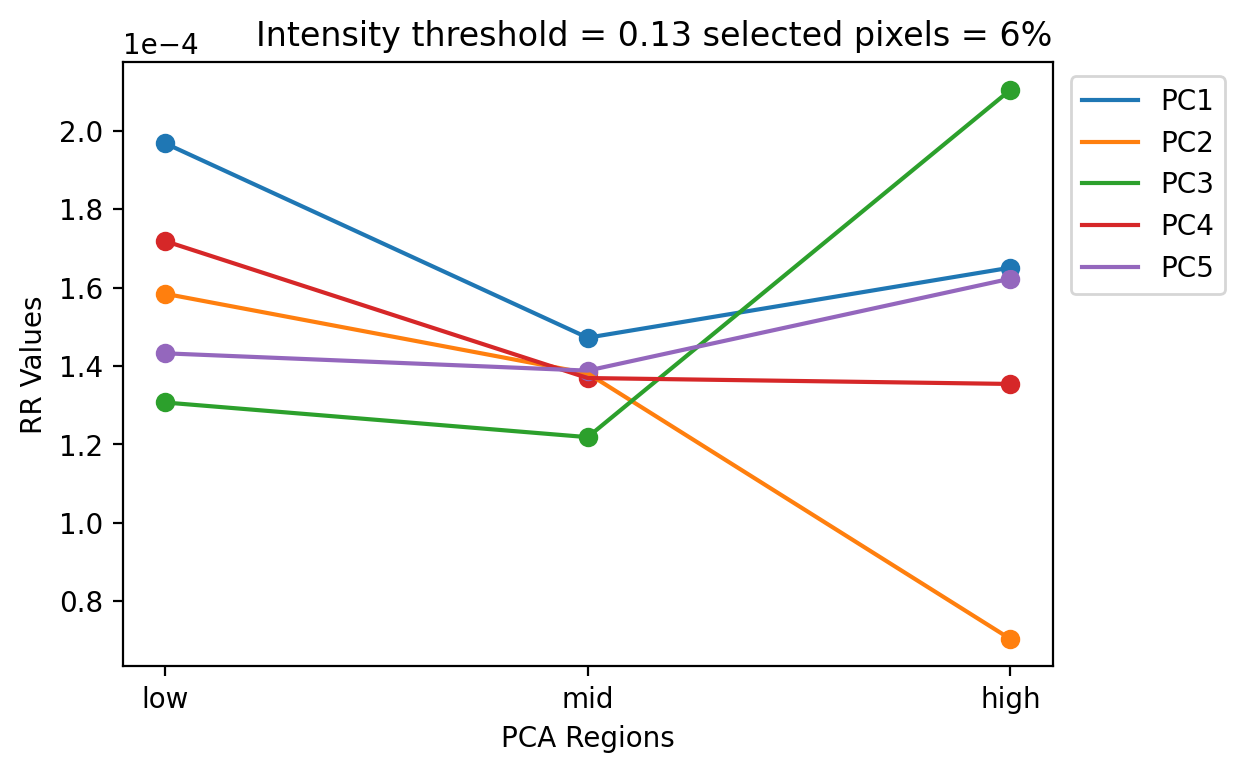 Intensity threshold = 0.13 selected pixels = 6%
1e−4
2.0
1.8
1.6
1.4
1.2
1.0
0.8
RR Values
low mid high
PCA Regions
PC1
PC2
PC3
PC4
PC5